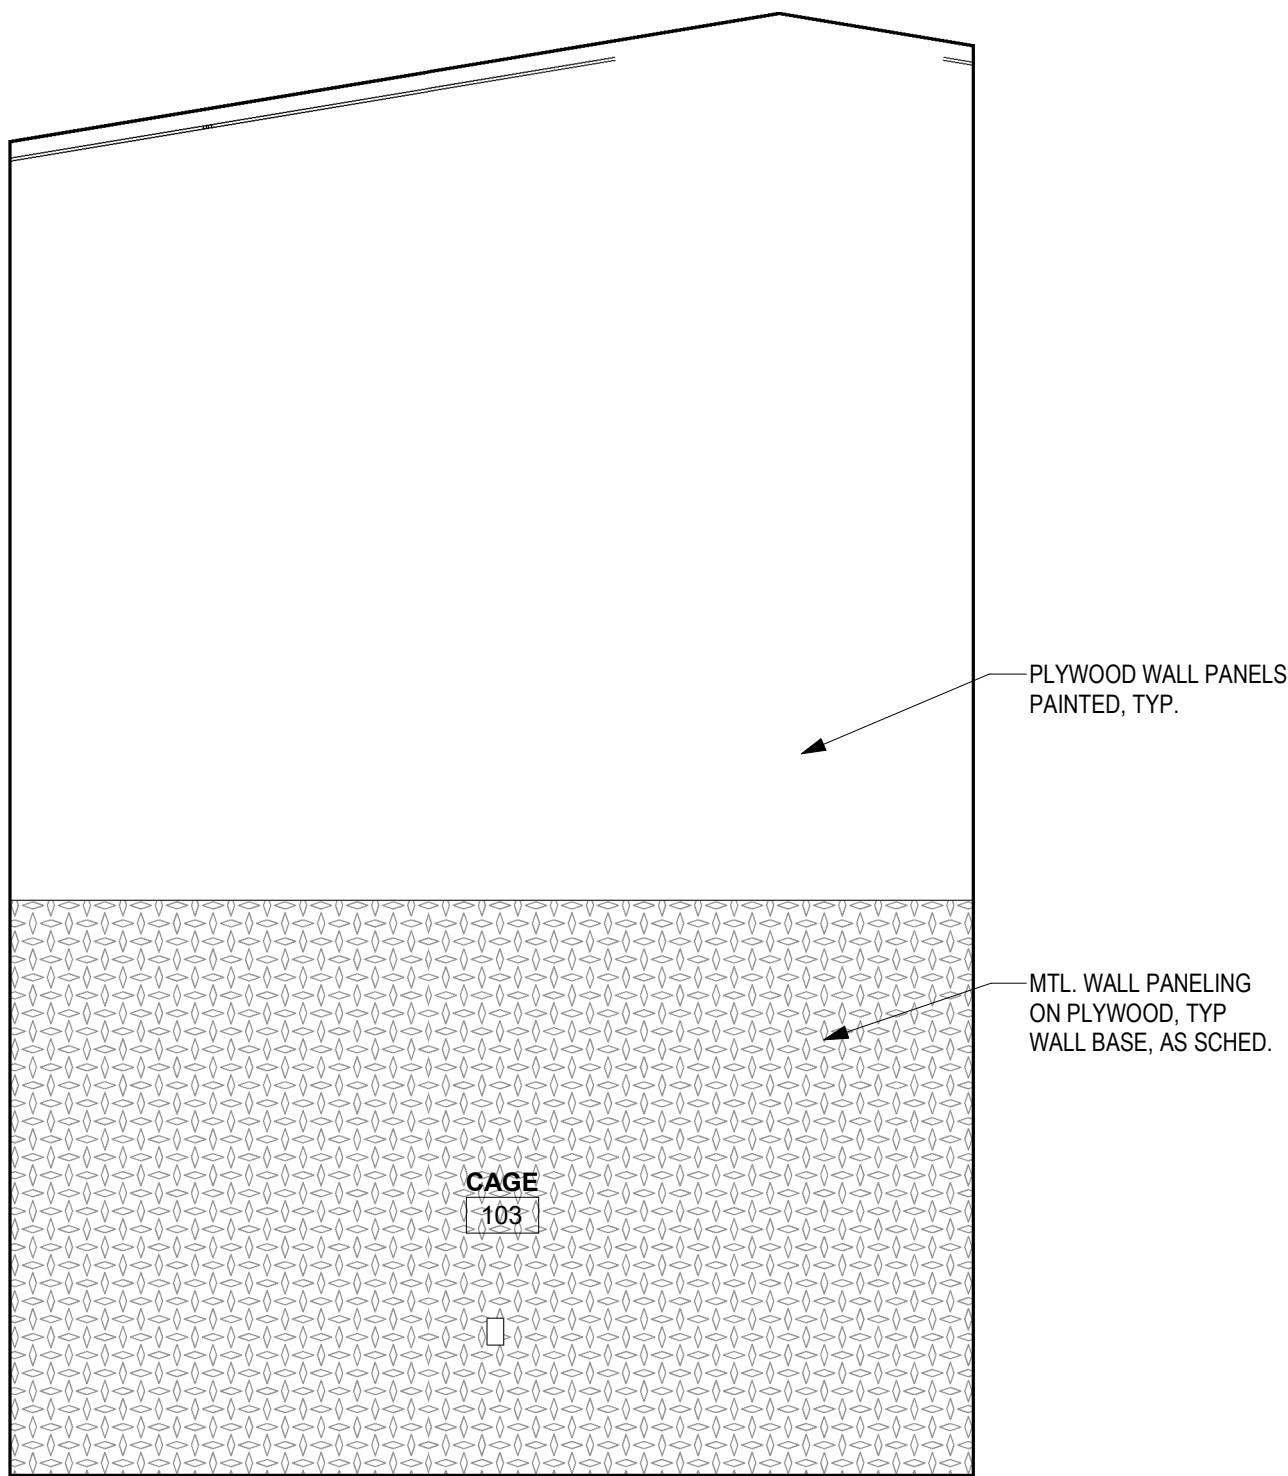 PLYWOOD WALL PANELS
PAINTED, TYP.
MTL. WALL PANELING
ON PLYWOOD, TYP
WALL BASE, AS SCHED.
CAGE
103